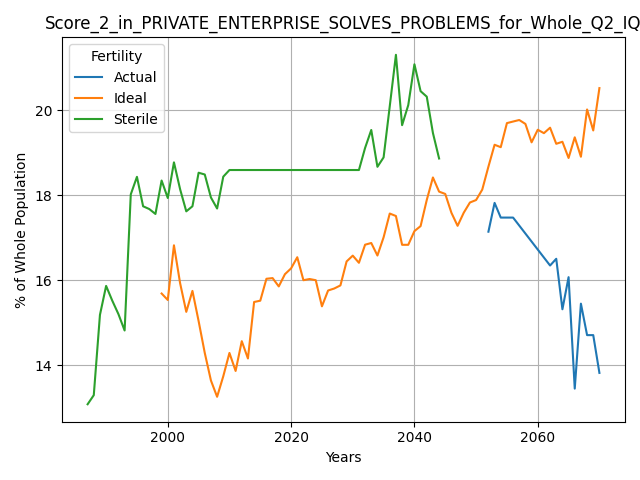 Score_2_in_PRIVATE_ENTERPRISE_SOLVES_PROBLEMS_for_Whole_Q2_IQ
Fertility
Actual
Ideal
Sterile
% of Whole Population
20
18
16
14
2000
2020
2040
2060
Years